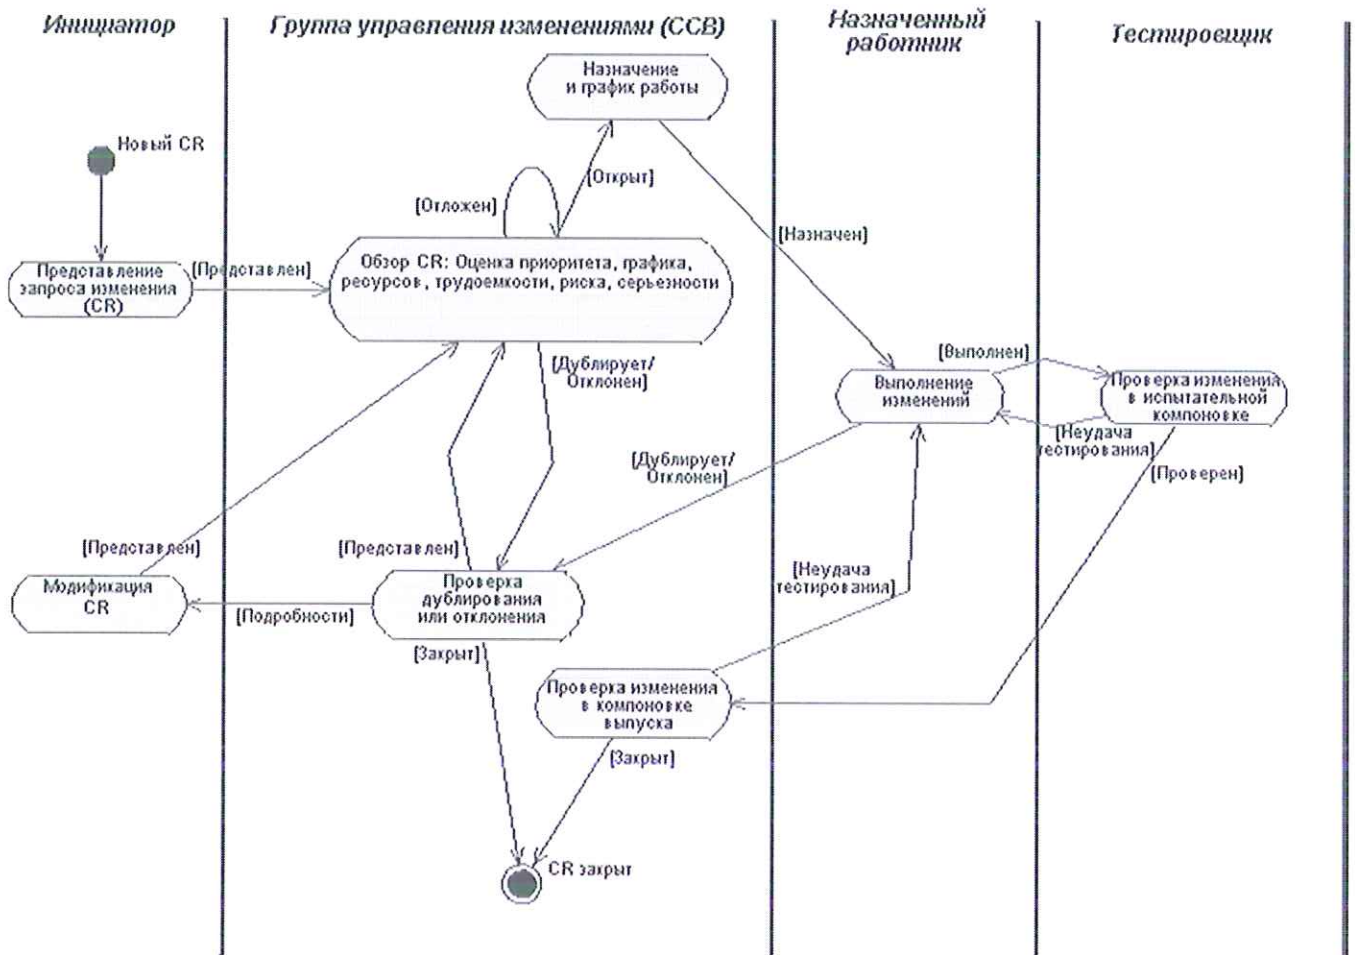 Инициатор
Группа управления изменениями (CCB)
Назначенный
работник
Тестировщик
Назначение
и график работы
Новый CR
[Открыт]
[Отложен]
[Назначен]
Представление
запроса изменения
(CR)
[Представлен]
Обзор CR: Оценка приоритета, графика,
ресурсов, трудоемкости, риска, серьезности
[Дублирует/
Отклонен]
[Выполнен]
Выполнение
изменений
Проверка изменения
в испытательной
компоновке
[Неудача
тестирования]
[Проверен]
[Дублирует/
Отклонен]
[Представлен]
[Представлен]
Модификация
CR
[Подробности]
Проверка
дублирования
или отклонения
[Неудача
тестирования]
[Закрыт]
Проверка изменения
в компоновке
выпуска
[Закрыт]
CR закрыт